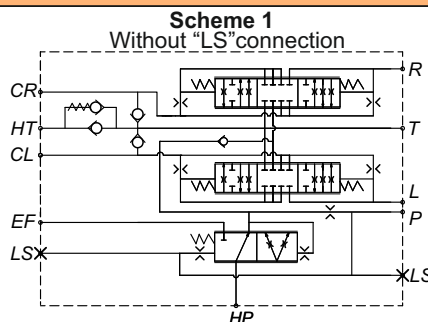 Scheme 1
Without “LS”connection
CR
R
HT
T
CL
L
P
EF
LS
LS
HP